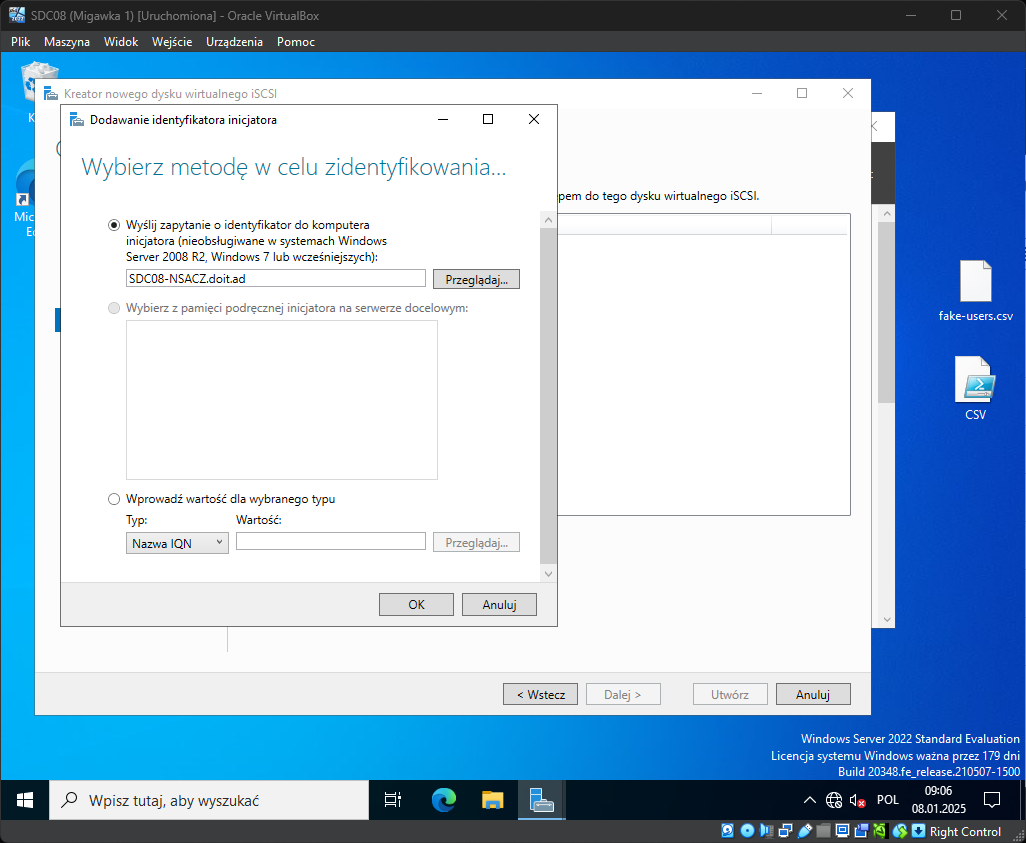 SDC08 (Migawka 1) [Uruchomiona] - Oracle VirtualBox
Plik Maszyna Widok Wejście Urządzenia Pomoc
Kreator nowego dysku wirtualnego iSCSI
Dodawanie identyfikatora inicjatora
Wybierz metodę w celu zidentyfikowania...
pem do tego dysku wirtualnego iSCSI.
Wyślij zapytanie o identyfikator do komputera
inicjatora (nieobsługiwane w systemach Windows
Server 2008 R2, Windows 7 lub wcześniejszych):
SDC08-NSACZ.doit.ad
Przeglądaj...
Wybierz z pamięci podręcznej inicjatora na serwerze docelowym:
Wprowadź wartość dla wybranego typu
Typ: Wartość:
Nazwa IQN
Przeglądaj...
OK Anuluj
< Wstecz Dalej > Utwórz Anuluj
K
Mic
Ec
fake-users.csv
CSV
Windows Server 2022 Standard Evaluation
Licencja systemu Windows ważna przez 179 dni
Build 20348.fe_release.210507-1500
Wpisz tutaj, aby wyszukać
POL
09:06
08.01.2025
Right Control